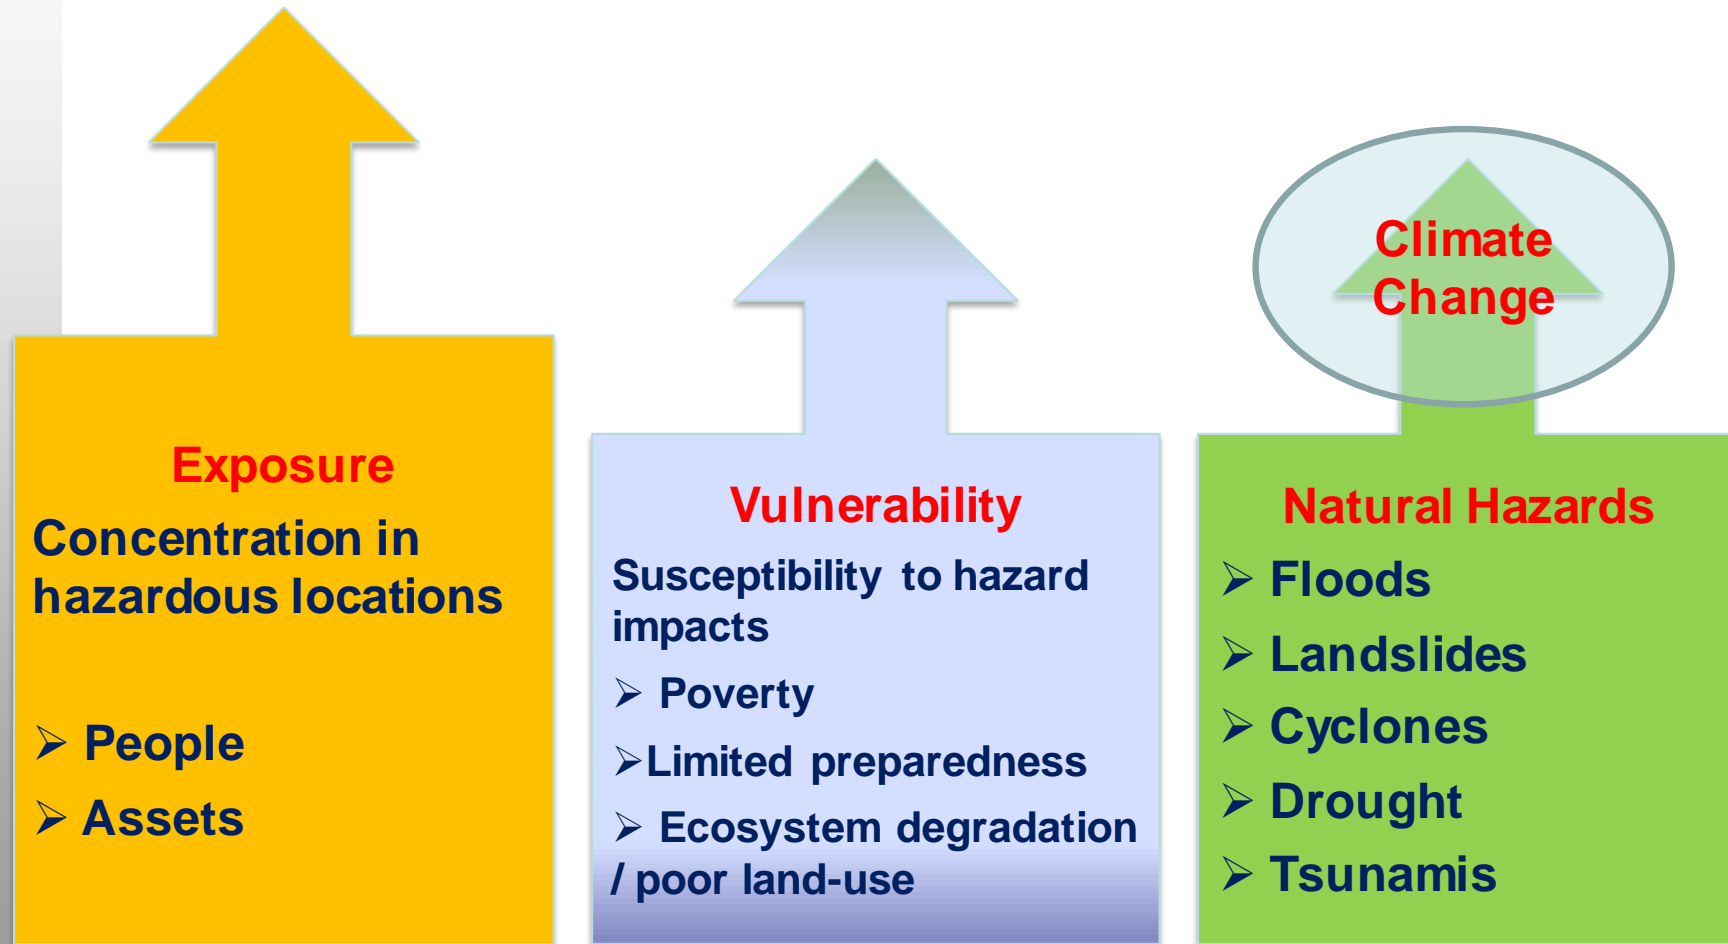 Exposure
Concentration in
hazardous locations
➢ People
➢ Assets
Vulnerability
Susceptibility to hazard
impacts
➢ Poverty
➢Limited preparedness
➢ Ecosystem degradation
/ poor land-use
Climate
Change
Natural Hazards
➢ Floods
➢ Landslides
➢ Cyclones
➢ Drought
➢ Tsunamis